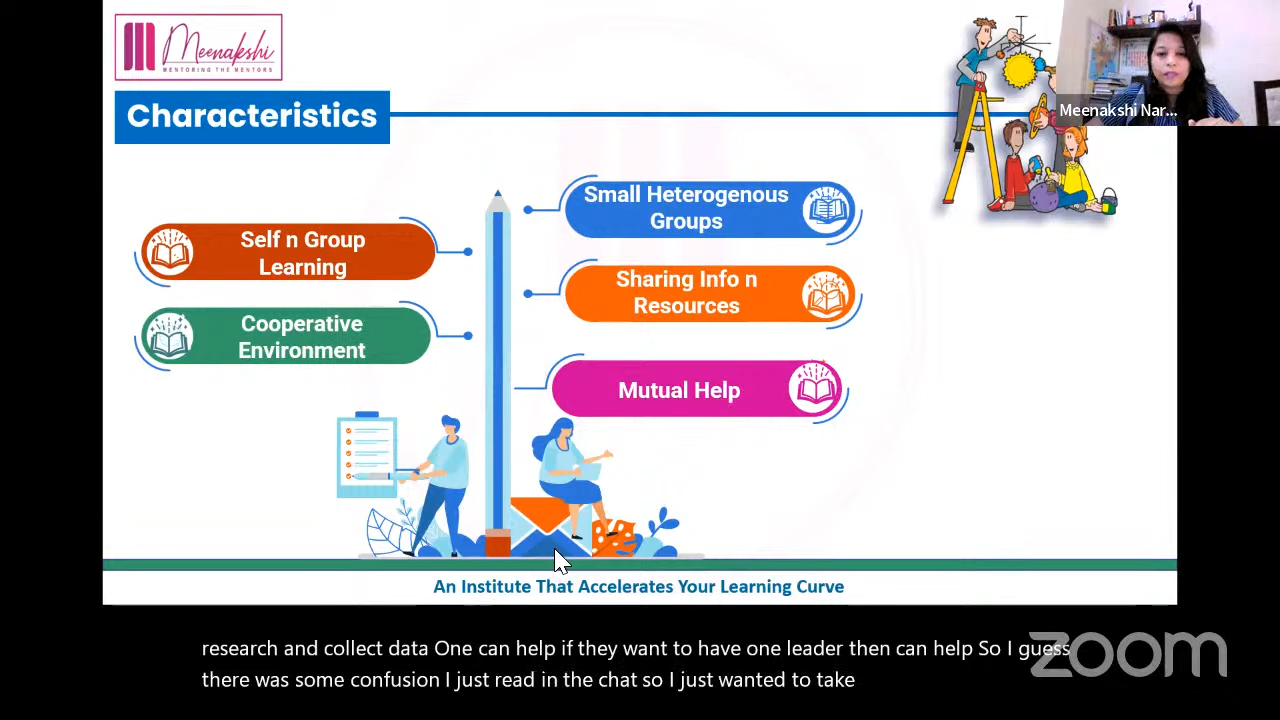 Meenakshi
MENTORING THE MENTORS
Characteristics
Meenakshi Nar...
Small Heterogenous
Groups
Self n Group
Learning
Sharing Info n
Resources
Cooperative
Environment
Mutual Help
An Institute That Accelerates Your Learning Curve
research and collect data One can help if they want to have one leader then can help So I guess
there was some confusion I just read in the chat so I just wanted to take
zoom